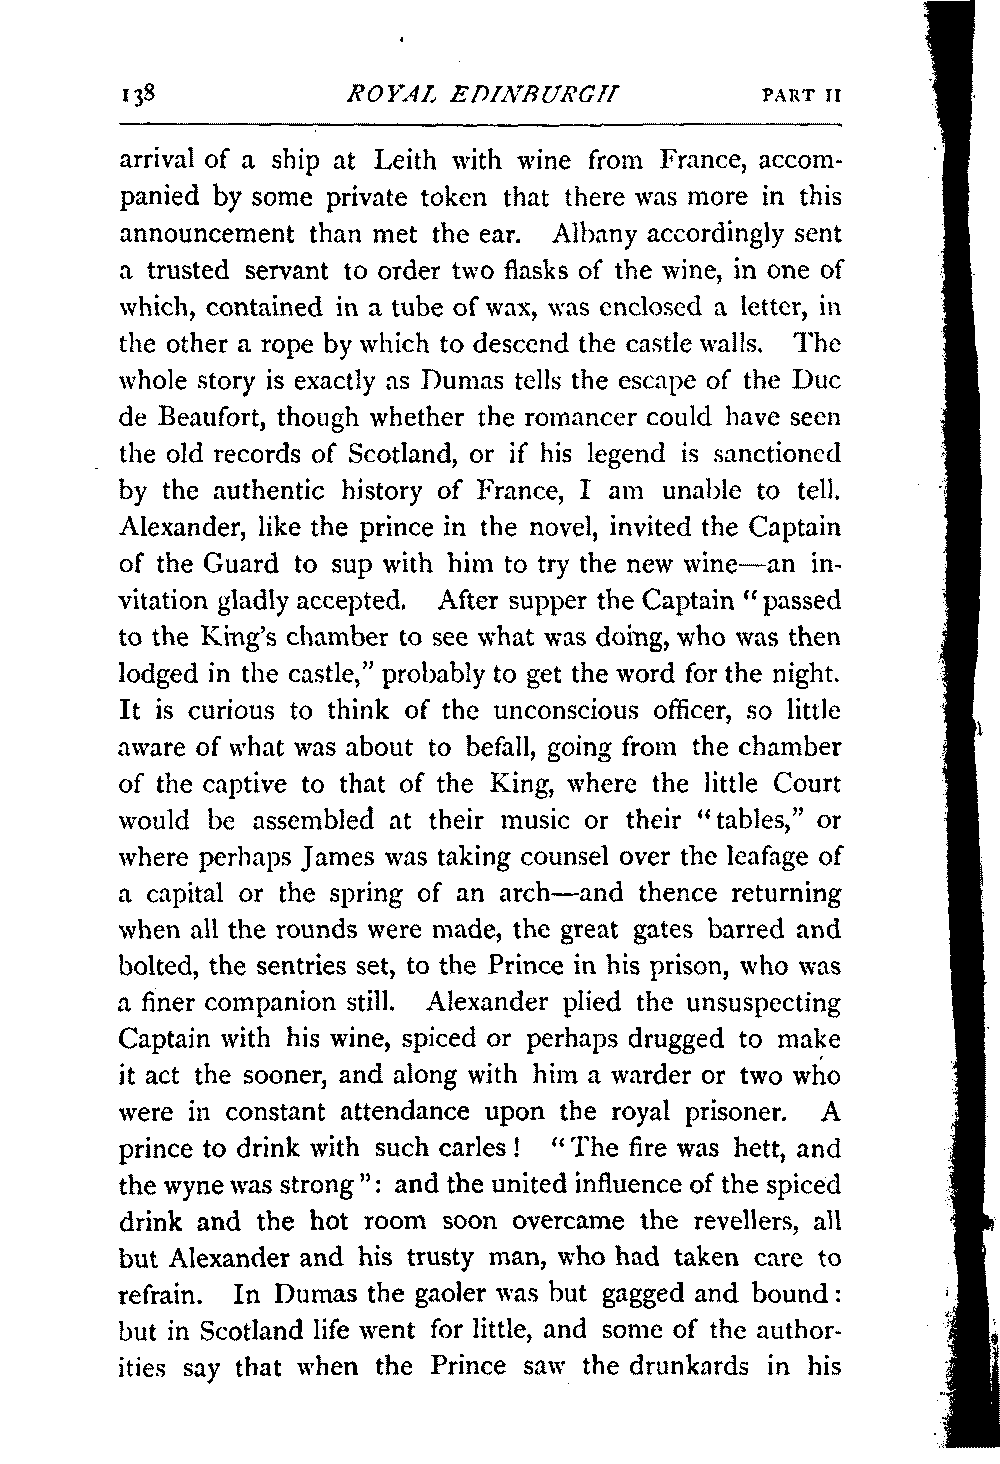 138 ROYAL EDINBURGH PART II
arrival of a ship at Leith with wine from France, accom-
panied by some private token that there was more in this
announcement than met the ear. Albany accordingly sent
a trusted servant to order two flasks of the wine, in one of
which, contained in a tube of wax, was enclosed a letter, in
the other a rope by which to descend the castle walls. The
whole story is exactly as Dumas tells the escape of the Duc
de Beaufort, though whether the romancer could have seen
the old records of Scotland, or if his legend is sanctioned
by the authentic history of France, I am unable to tell.
Alexander, like the prince in the novel, invited the Captain
of the Guard to sup with him to try the new wine—an in-
vitation gladly accepted. After supper the Captain "passed
to the King's chamber to see what was doing, who was then
lodged in the castle," probably to get the word for the night.
It is curious to think of the unconscious officer, so little
aware of what was about to befall, going from the chamber
of the captive to that of the King, where the little Court
would be assembled at their music or their "tables," or
where perhaps James was taking counsel over the leafage of
a capital or the spring of an arch—and thence returning
when all the rounds were made, the great gates barred and
bolted, the sentries set, to the Prince in his prison, who was
a finer companion still. Alexander plied the unsuspecting
Captain with his wine, spiced or perhaps drugged to make
it act the sooner, and along with him a warder or two who
were in constant attendance upon the royal prisoner. A
prince to drink with such carles! "The fire was hett, and
the wyne was strong": and the united influence of the spiced
drink and the hot room soon overcame the revellers, all
but Alexander and his trusty man, who had taken care to
refrain. In Dumas the gaoler was but gagged and bound:
but in Scotland life went for little, and some of the author-
ities say that when the Prince saw the drunkards in his